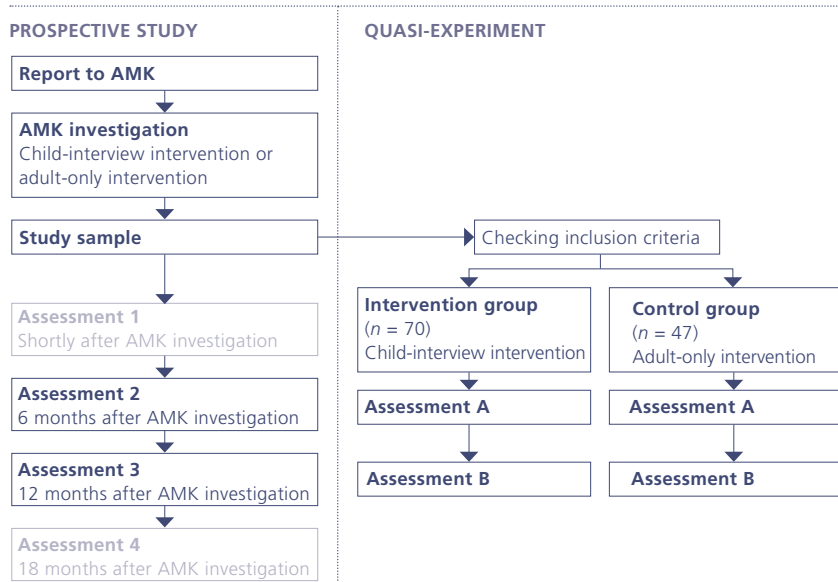 PROSPECTIVE STUDY
Report to AMK
AMK investigation
Child-interview intervention or
adult-only intervention
Study sample
Assessment 1
Shortly after AMK investigation
Assessment 2
6 months after AMK investigation
Assessment 3
12 months after AMK investigation
Assessment 4
18 months after AMK investigation
QUASI-EXPERIMENT
Checking inclusion criteria
Intervention group
(n = 70)
Child-interview intervention
Assessment A
Assessment B
Control group
(n = 47)
Adult-only intervention
Assessment A
Assessment B